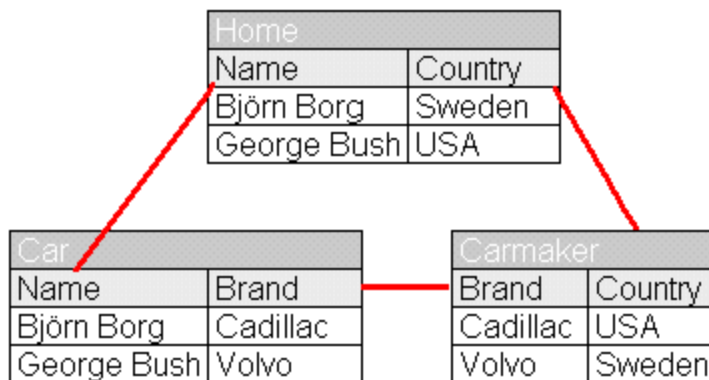 Home
Name Country
Björn Borg Sweden
George Bush USA
Car
Name Brand
Björn Borg Cadillac
George Bush Volvo
Carmaker
Brand Country
Cadillac USA
Volvo Sweden